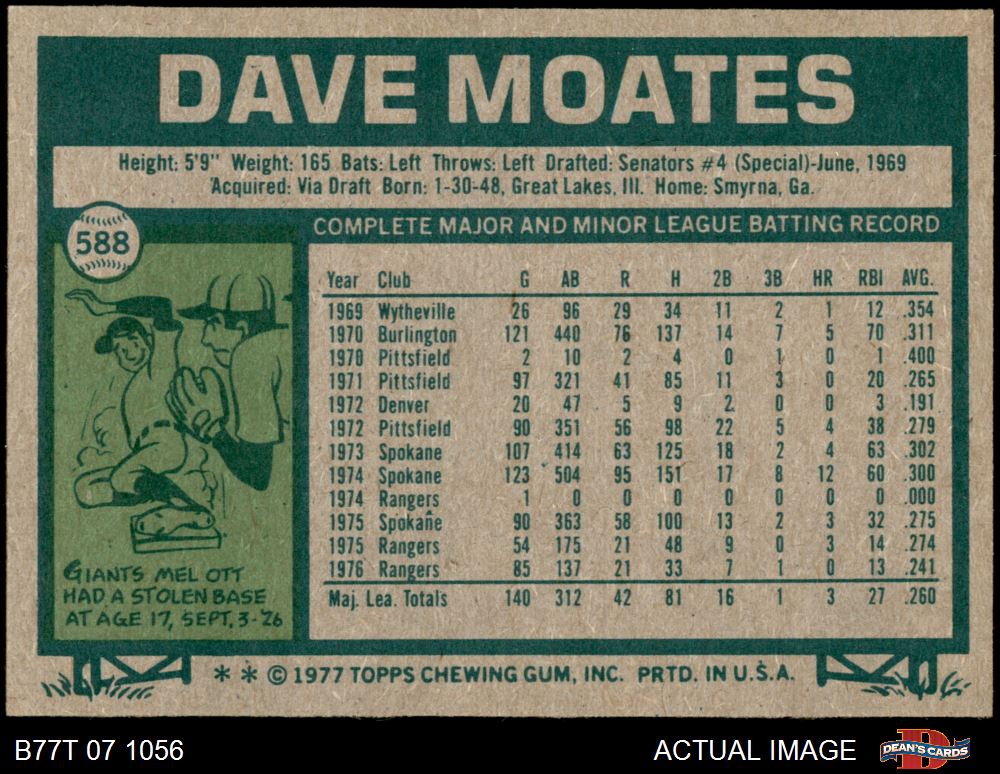 DAVE MOATES
Height: 5'9" Weight: 165 Bats: Left Throws: Left Drafted: Senators #4 (Special)-June, 1969
Acquired: Via Draft Born: 1-30-48, Great Lakes, Ill. Home: Smyrna, Ga.
588
COMPLETE MAJOR AND MINOR LEAGUE BATTING RECORD
Year Club G AB R H 2B 3B HR RBI AVG.
1969 Wytheville 26 96 29 34 11 2 1 12 .354
1970 Burlington 121 440 76 137 14 7 5 70 .311
1970 Pittsfield 2 10 2 4 0 1 0 1 .400
1971 Pittsfield 97 321 41 85 11 3 0 20 .265
1972 Denver 20 47 5 9 2 0 0 3 .191
1972 Pittsfield 90 351 56 98 22 5 4 38 .279
1973 Spokane 107 414 63 125 18 2 4 63 .302
1974 Spokane 123 504 95 151 17 8 12 60 .300
1974 Rangers 1 0 0 0 0 0 0 0 .000
1975 Spokane 90 363 58 100 13 2 3 32 .275
1975 Rangers 54 175 21 48 9 0 3 14 .274
1976 Rangers 85 137 21 33 7 1 0 13 .241
Maj. Lea. Totals 140 312 42 81 16 1 3 27 .260
GIANTS MEL OTT
HAD A STOLEN BASE
AT AGE 17, SEPT. 3-'26
* * © 1977 TOPPS CHEWING GUM, INC. PRTD. IN U.S.A.
B77T 07 1056
ACTUAL IMAGE
DEAN'S CARDS